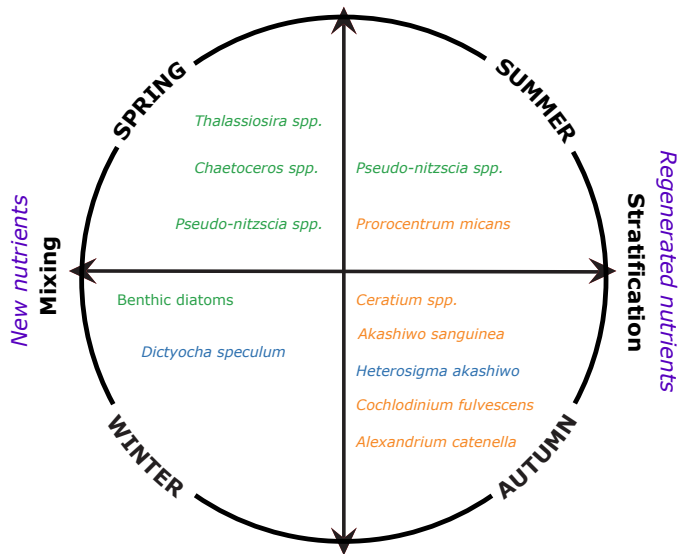 SPRING
SUMMER
Thalassiosira spp.
Chaetoceros spp.
Pseudo-nitzscia spp.
Pseudo-nitzscia spp.
Prorocentrum micans
New nutrients
Mixing
Stratification
Regenerated nutrients
Benthic diatoms
Dictyocha speculum
Ceratium spp.
Akashiwo sanguinea
Heterosigma akashiwo
Cochlodinium fulvescens
Alexandrium catenella
WINTER
AUTUMN